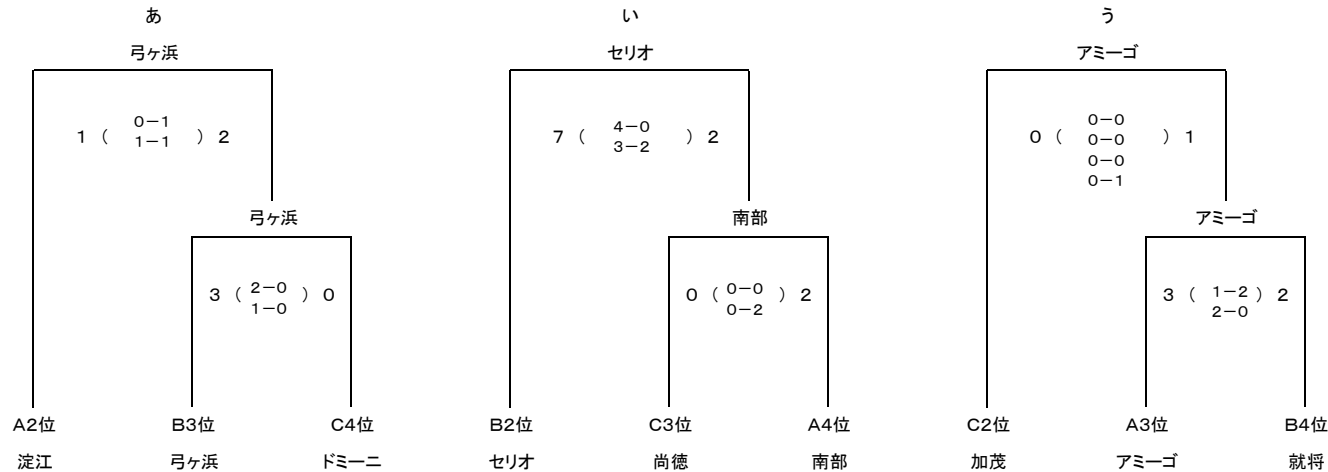 あ い う
弓ヶ浜 セリオ アミーゴ
0－1 4－0 0－0
1 ( 1－1 ) 2 7 ( 3－2 ) 2 0 ( 0－0 ) 1
0－0
0－1
弓ヶ浜 南部 アミーゴ
3 ( 2－0 ) 0 0 ( 0－0 ) 2 3 ( 1－2 ) 2
1－0 0－2 2－0
A2位 B3位 C4位 B2位 C3位 A4位 C2位 A3位 B4位
淀江 弓ヶ浜 ドミーニ セリオ 尚徳 南部 加茂 アミーゴ 就将